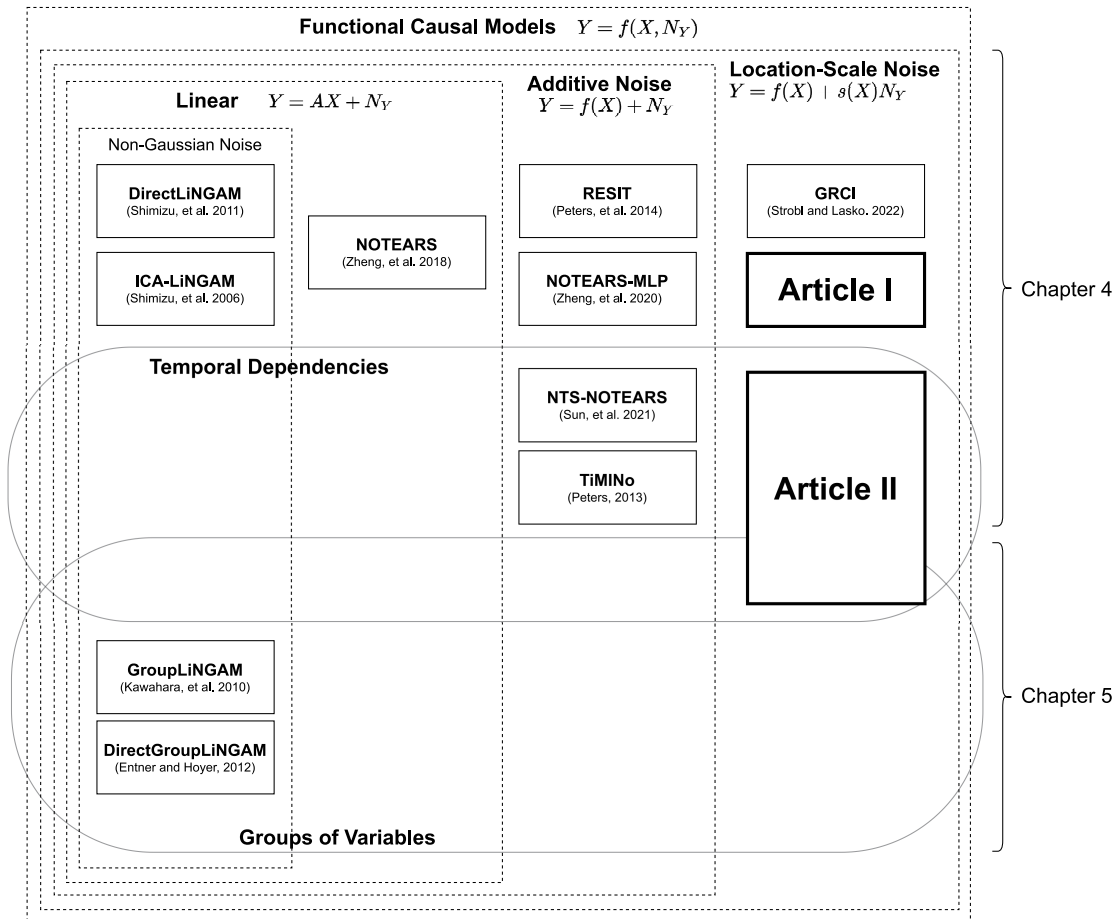 Functional Causal Models Y = f(X, N_Y)
Location-Scale Noise
Y = f(X) + s(X)N_Y
Additive Noise
Y = f(X) + N_Y
Linear Y = AX + N_Y
Non-Gaussian Noise
DirectLiNGAM
(Shimizu, et al. 2011)
RESIT
(Peters, et al. 2014)
GRCI
(Strobl and Lasko. 2022)
NOTEARS
(Zheng, et al. 2018)
ICA-LiNGAM
(Shimizu, et al. 2006)
NOTEARS-MLP
(Zheng, et al. 2020)
Article I
Chapter 4
Temporal Dependencies
NTS-NOTEARS
(Sun, et al. 2021)
TiMINo
(Peters, 2013)
Article II
GroupLiNGAM
(Kawahara, et al. 2010)
DirectGroupLiNGAM
(Entner and Hoyer, 2012)
Chapter 5
Groups of Variables